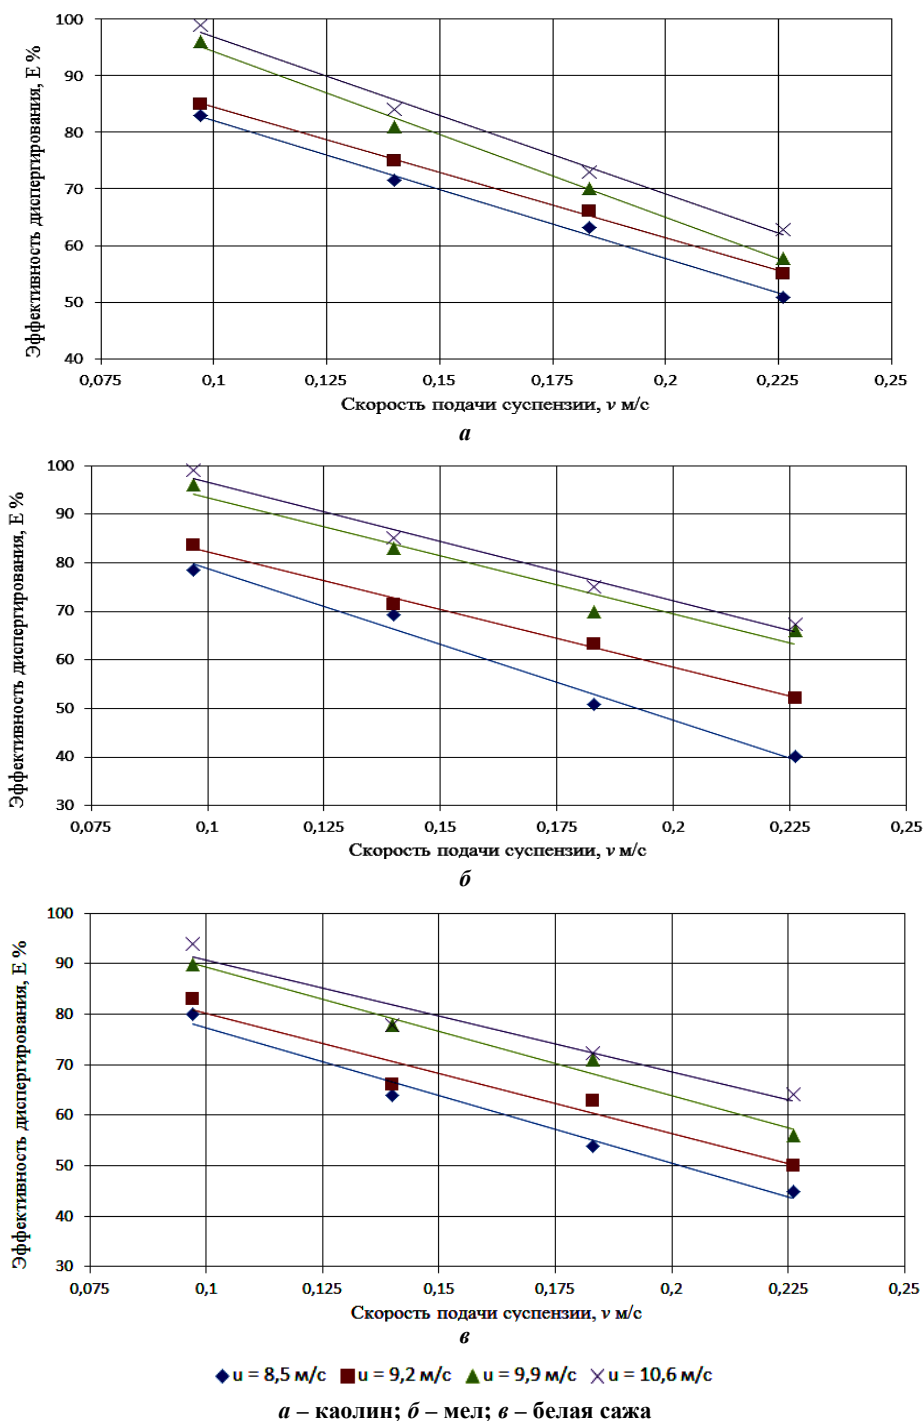 Эффективность диспергирования, Е %
100
90
80
70
60
50
40
0,075 0,1 0,125 0,15 0,175 0,2 0,225 0,25
Скорость подачи суспензии, v м/с
а
Эффективность диспергирования, Е %
100
90
80
70
60
50
40
30
0,075 0,1 0,125 0,15 0,175 0,2 0,225 0,25
Скорость подачи суспензии, v м/с
б
Эффективность диспергирования, Е %
100
90
80
70
60
50
40
30
0,075 0,1 0,125 0,15 0,175 0,2 0,225 0,25
Скорость подачи суспензии, v м/с
в
u = 8,5 м/с u = 9,2 м/с u = 9,9 м/с u = 10,6 м/с
а – каолин; б – мел; в – белая сажа